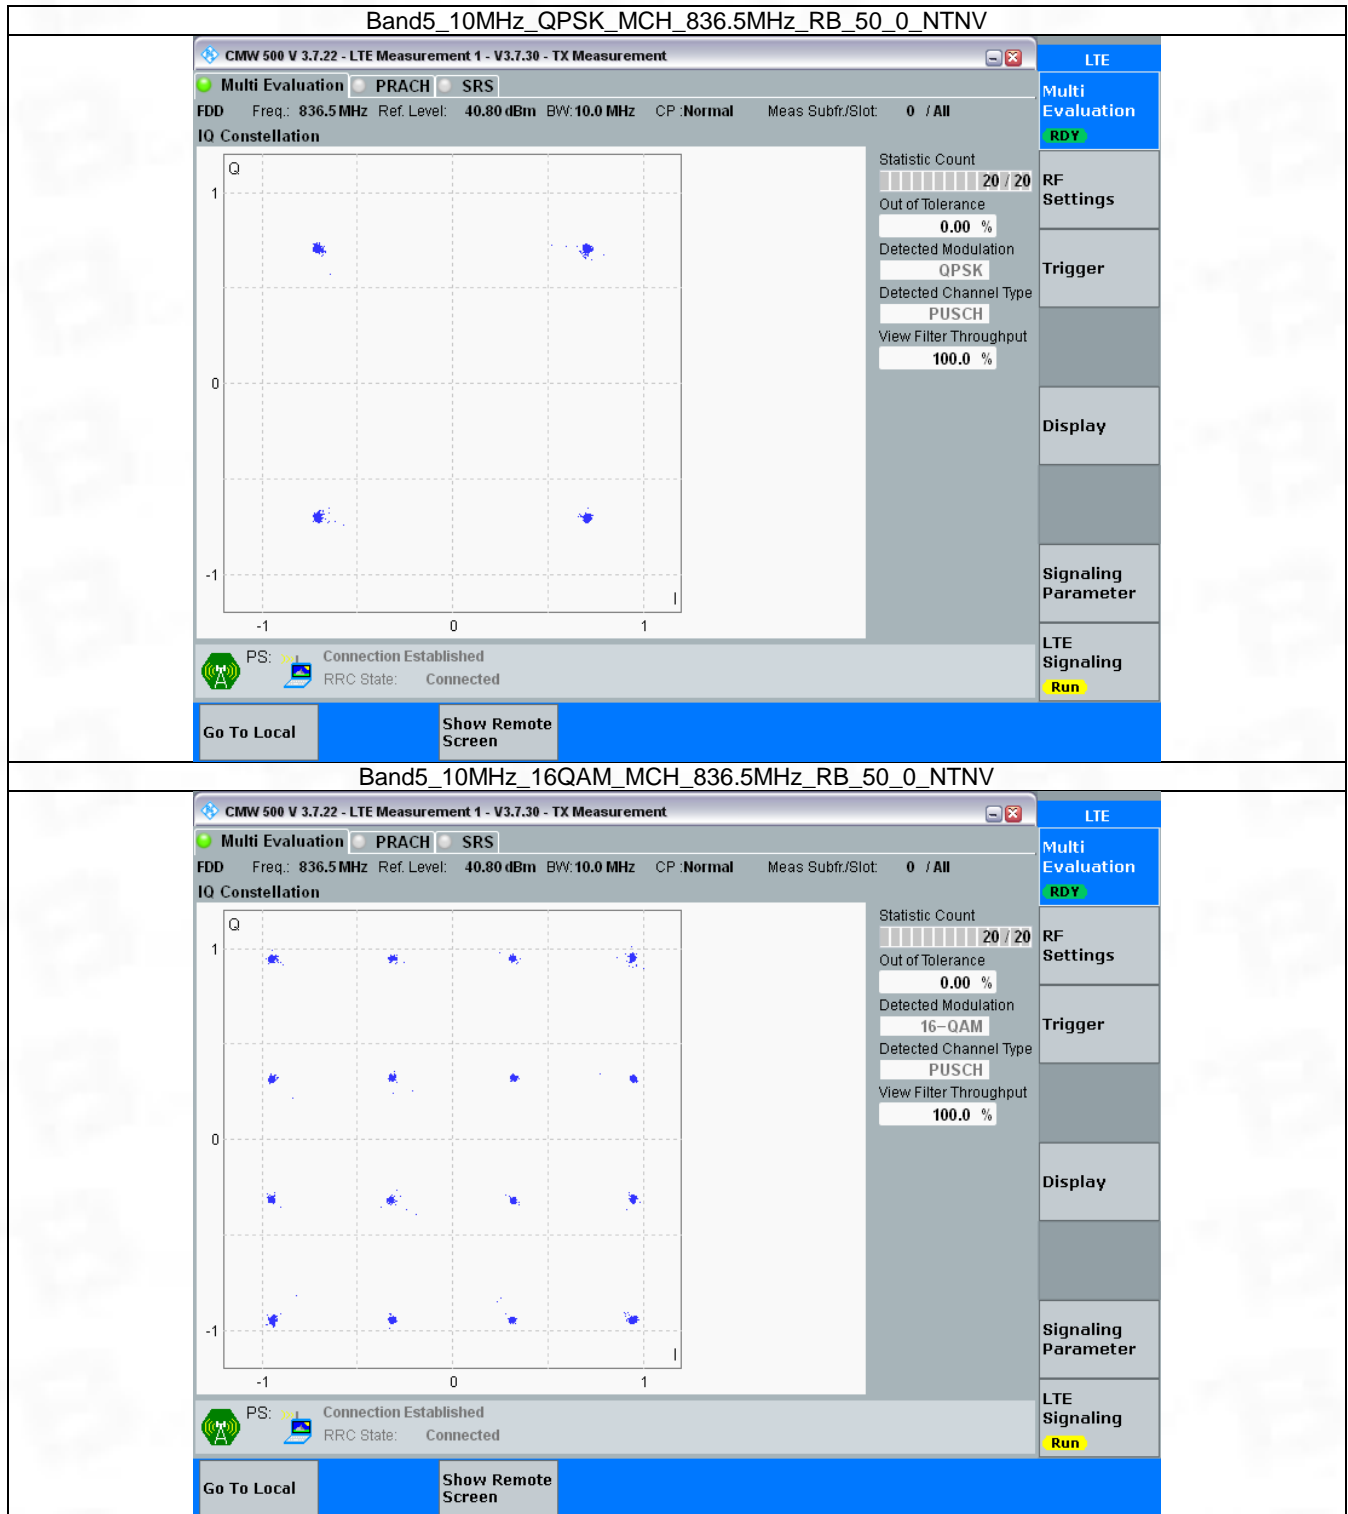 Band5_10MHz_QPSK_MCH_836.5MHz_RB_50_0_NTNV
CMW 500 V 3.7.22 - LTE Measurement 1 - V3.7.30 - TX Measurement
LTE
Multi Evaluation PRACH SRS
Multi
Evaluation
RDY
FDD Freq.: 836.5 MHz Ref. Level: 40.80 dBm BW: 10.0 MHz CP :Normal Meas Subfr./Slot: 0 / All
IQ Constellation
Q
1
0
-1
I
-1 0 1
Statistic Count
20 / 20
Out of Tolerance
0.00 %
Detected Modulation
QPSK
Detected Channel Type
PUSCH
View Filter Throughput
100.0 %
RF
Settings
Trigger
Display
Signaling
Parameter
LTE
Signaling
Run
PS: Connection Established
RRC State: Connected
Go To Local
Show Remote
Screen
Band5_10MHz_16QAM_MCH_836.5MHz_RB_50_0_NTNV
CMW 500 V 3.7.22 - LTE Measurement 1 - V3.7.30 - TX Measurement
LTE
Multi Evaluation PRACH SRS
Multi
Evaluation
RDY
FDD Freq.: 836.5 MHz Ref. Level: 40.80 dBm BW: 10.0 MHz CP :Normal Meas Subfr./Slot: 0 / All
IQ Constellation
Q
1
0
-1
I
-1 0 1
Statistic Count
20 / 20
Out of Tolerance
0.00 %
Detected Modulation
16-QAM
Detected Channel Type
PUSCH
View Filter Throughput
100.0 %
RF
Settings
Trigger
Display
Signaling
Parameter
LTE
Signaling
Run
PS: Connection Established
RRC State: Connected
Go To Local
Show Remote
Screen